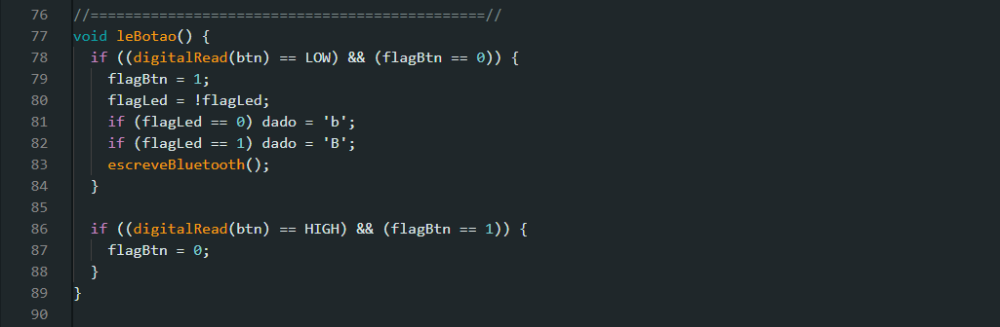 76 //==============================================//
77 void leBotao() {
78   if ((digitalRead(btn) == LOW) && (flagBtn == 0)) {
79     flagBtn = 1;
80     flagLed = !flagLed;
81     if (flagLed == 0) dado = 'b';
82     if (flagLed == 1) dado = 'B';
83     escreveBluetooth();
84   }
85
86   if ((digitalRead(btn) == HIGH) && (flagBtn == 1)) {
87     flagBtn = 0;
88   }
89 }
90